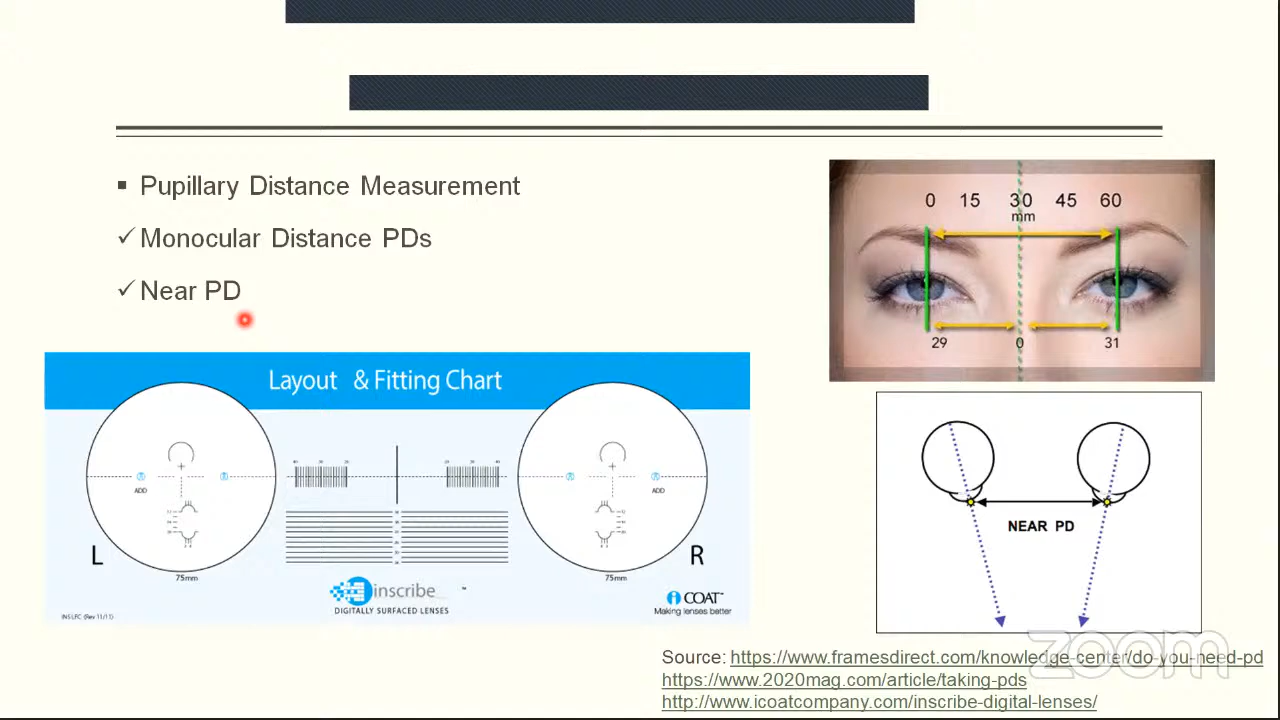 Pupillary Distance Measurement
Monocular Distance PDs
Near PD
0 15 30 45 60
mm
29 0 31
Layout & Fitting Chart
ADD
ADD
L
R
75mm
75mm
inscribe
DIGITALLY SURFACED LENSES
COAT
Making lenses better
NEAR PD
zoom
Source: https://www.framesdirect.com/knowledge-center/do-you-need-pd
https://www.2020mag.com/article/taking-pds
http://www.icoatcompany.com/inscribe-digital-lenses/